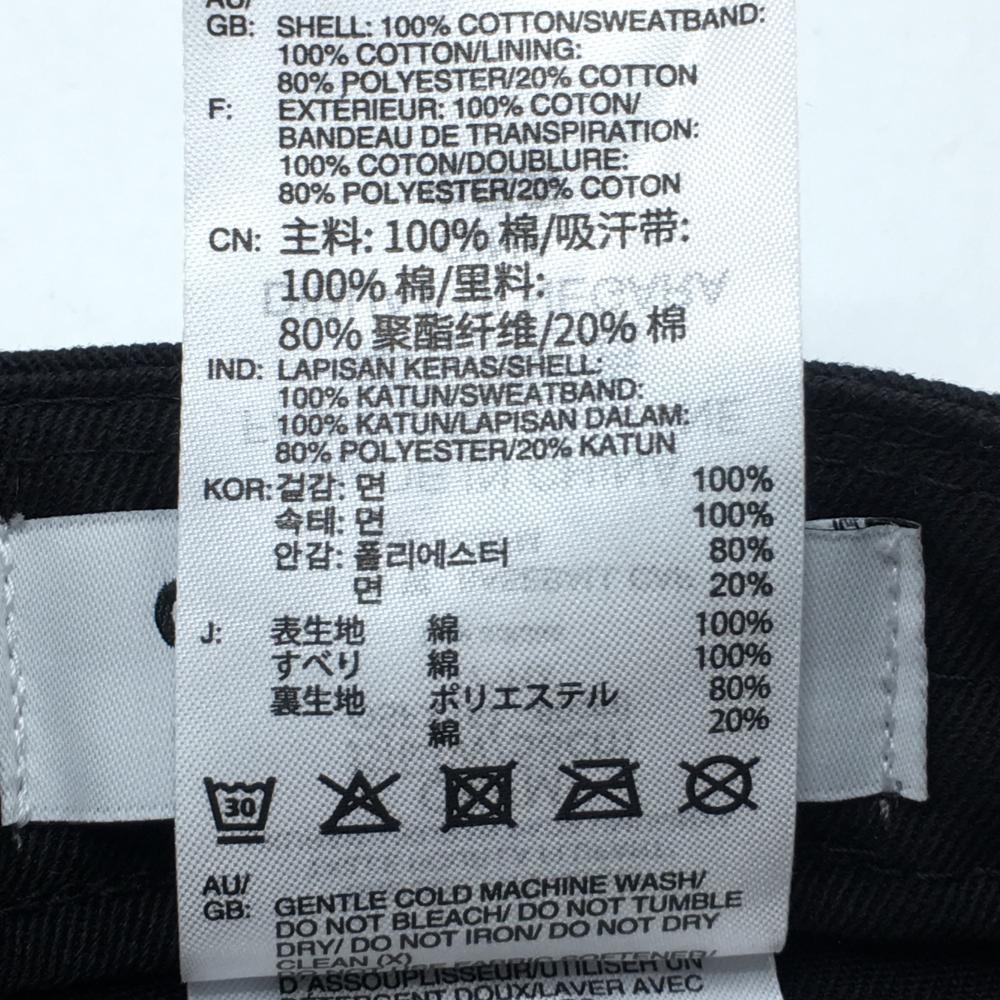 AU/
GB: SHELL: 100% COTTON/SWEATBAND:
100% COTTON/LINING:
80% POLYESTER/20% COTTON
F: EXTÉRIEUR: 100% COTON/
BANDEAU DE TRANSPIRATION:
100% COTON/DOUBLURE:
80% POLYESTER/20% COTON
CN: 主料: 100% 棉/吸汗带:
100% 棉/里料:
80% 聚酯纤维/20% 棉
IND: LAPISAN KERAS/SHELL:
100% KATUN/SWEATBAND:
100% KATUN/LAPISAN DALAM:
80% POLYESTER/20% KATUN
KOR: 겉감: 면 100%
속태: 면 100%
안감: 폴리에스터 80%
면 20%
J: 表生地 綿 100%
すべり 綿 100%
裏生地 ポリエステル 80%
綿 20%
30
AU/
GB: GENTLE COLD MACHINE WASH/
DO NOT BLEACH/ DO NOT TUMBLE
DRY/ DO NOT IRON/ DO NOT DRY
CLEAN (X)
D'ASSOUPLISSEUR/UTILISER UN
DÉTERGENT DOUX/LAVER AVEC